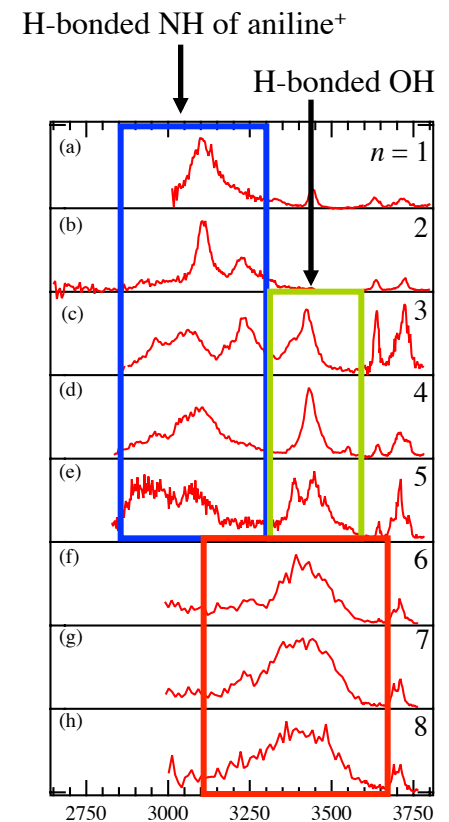 H-bonded NH of aniline⁺
H-bonded OH
(a) n = 1
(b) 2
(c) 3
(d) 4
(e) 5
(f) 6
(g) 7
(h) 8
2750 3000 3250 3500 3750